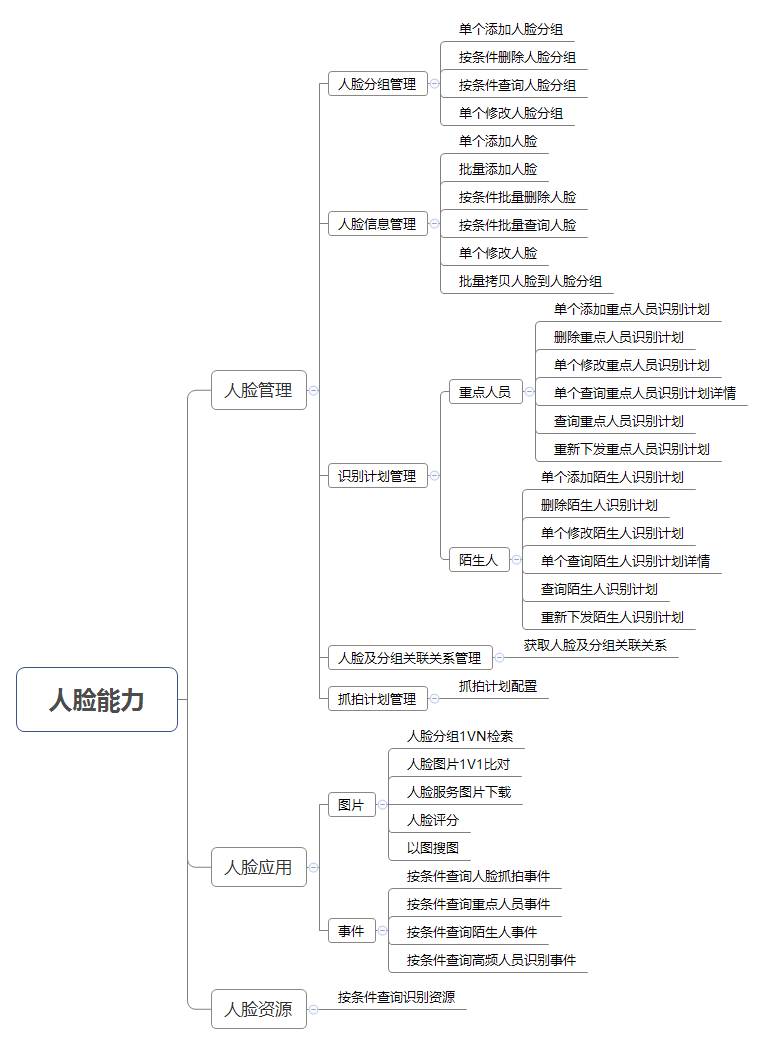 人脸能力
人脸管理
人脸分组管理
单个添加人脸分组
按条件删除人脸分组
按条件查询人脸分组
单个修改人脸分组
人脸信息管理
单个添加人脸
批量添加人脸
按条件批量删除人脸
按条件批量查询人脸
单个修改人脸
批量拷贝人脸到人脸分组
识别计划管理
重点人员
单个添加重点人员识别计划
删除重点人员识别计划
单个修改重点人员识别计划
单个查询重点人员识别计划详情
查询重点人员识别计划
重新下发重点人员识别计划
陌生人
单个添加陌生人识别计划
删除陌生人识别计划
单个修改陌生人识别计划
单个查询陌生人识别计划详情
查询陌生人识别计划
重新下发陌生人识别计划
人脸及分组关联关系管理
获取人脸及分组关联关系
抓拍计划管理
抓拍计划配置
人脸应用
图片
人脸分组1VN检索
人脸图片1V1比对
人脸服务图片下载
人脸评分
以图搜图
事件
按条件查询人脸抓拍事件
按条件查询重点人员事件
按条件查询陌生人事件
按条件查询高频人员识别事件
人脸资源
按条件查询识别资源